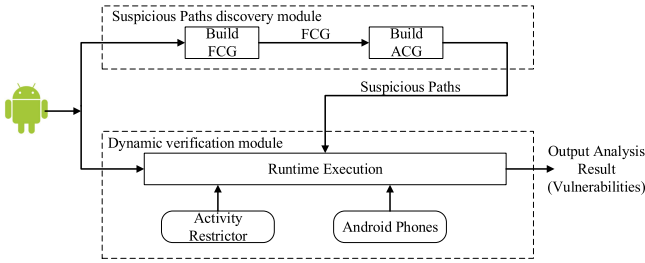 Suspicious Paths discovery module
Build
FCG
FCG
Build
ACG
Suspicious Paths
Dynamic verification module
Runtime Execution
Output Analysis
Result
(Vulnerabilities)
Activity
Restrictor
Android Phones